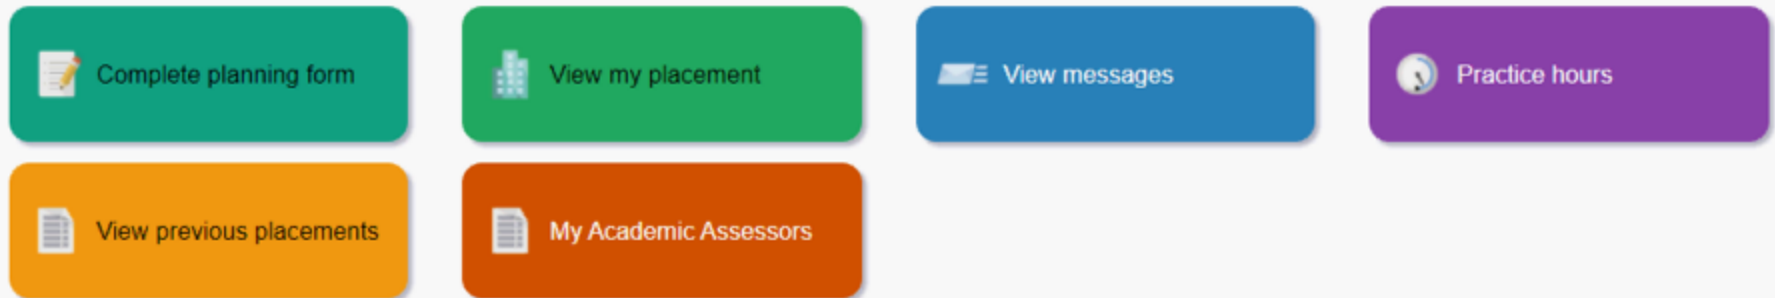 Complete planning form
View my placement
View messages
Practice hours
View previous placements
My Academic Assessors